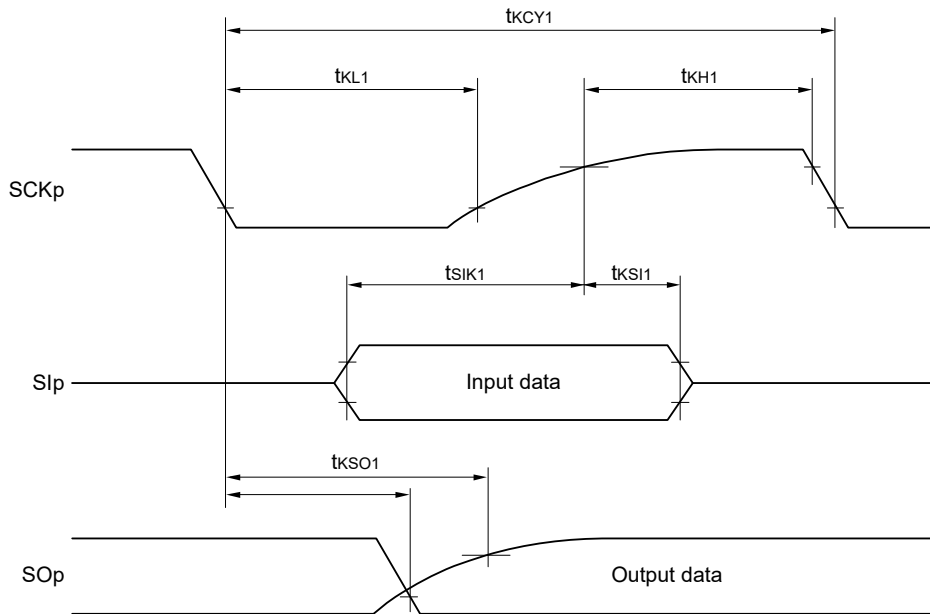 tKCY1
tKL1
tKH1
SCKp
tSIK1
tKSI1
SIp
Input data
tKSO1
SOp
Output data